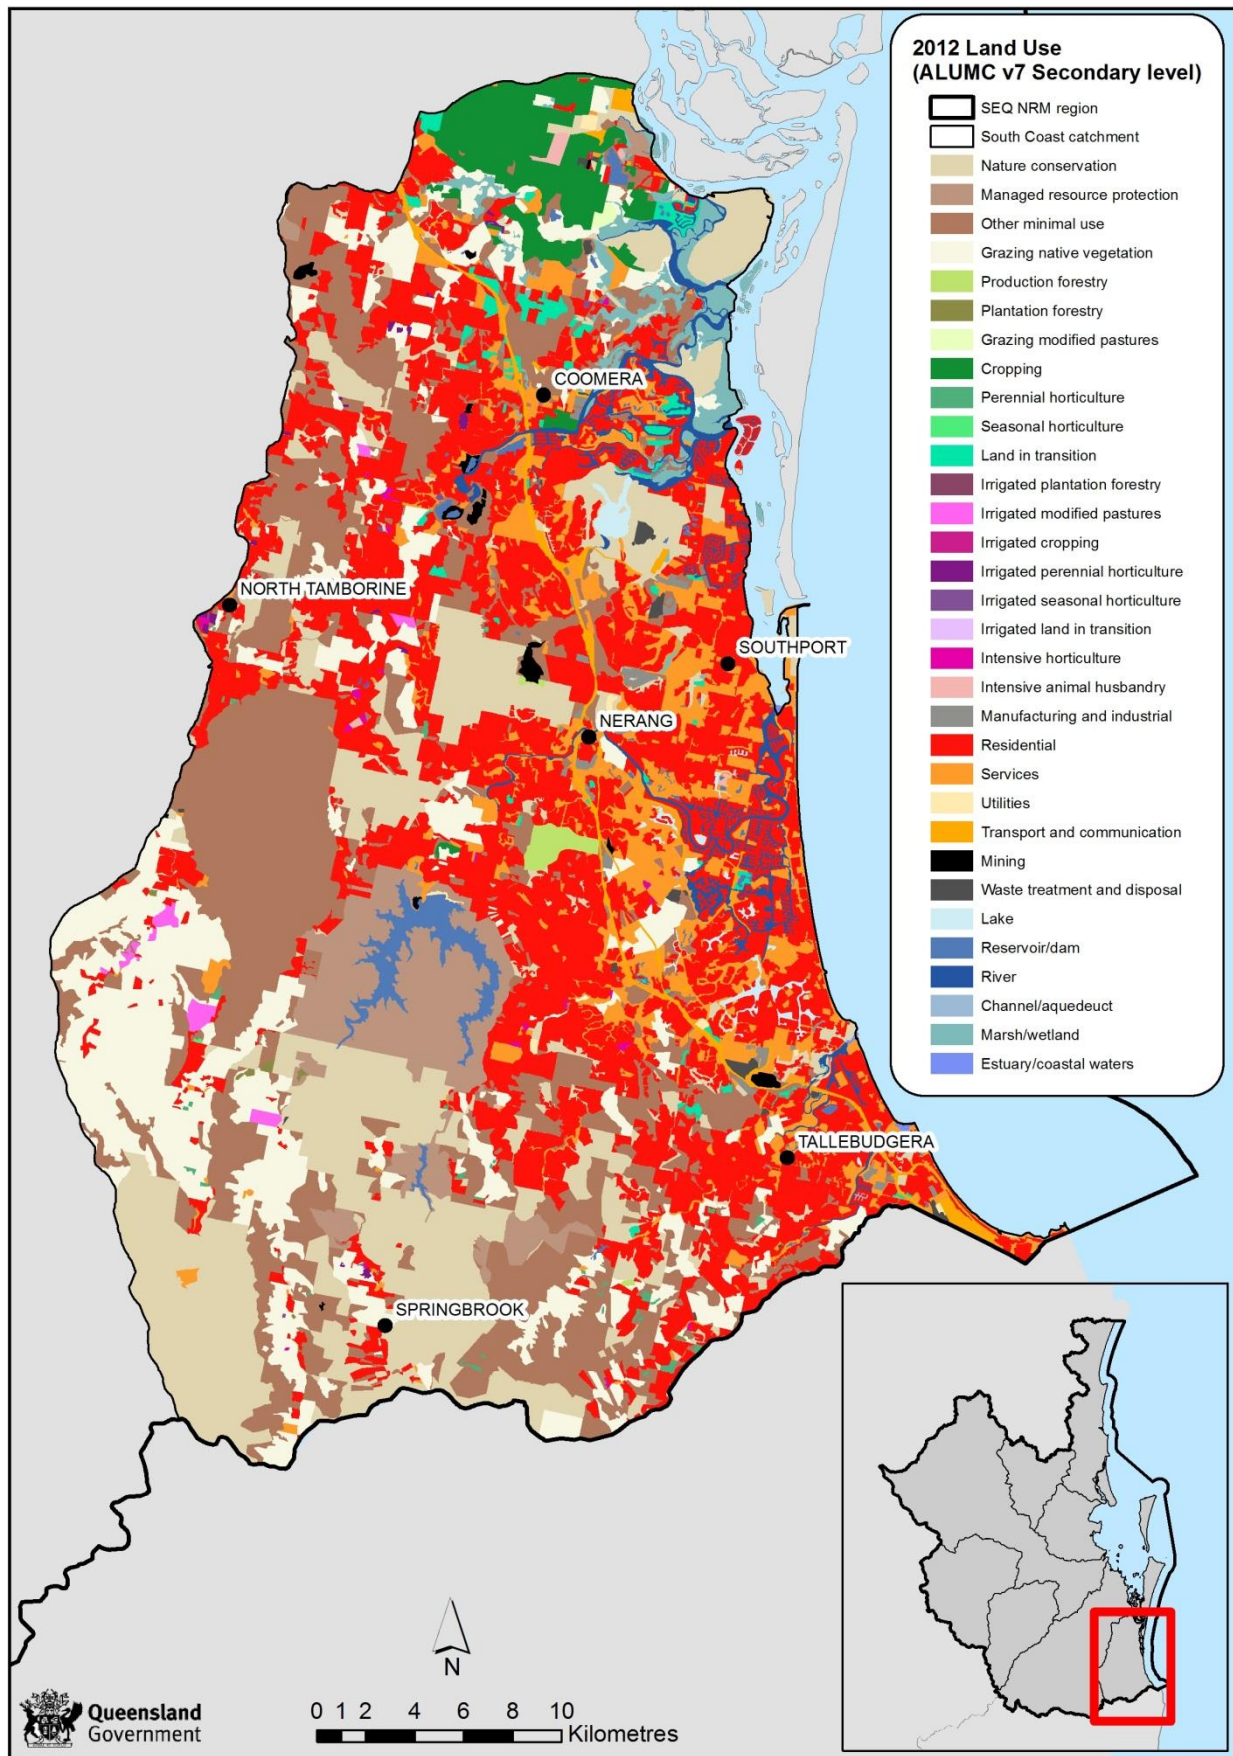 2012 Land Use
(ALUMC v7 Secondary level)
SEQ NRM region
South Coast catchment
Nature conservation
Managed resource protection
Other minimal use
Grazing native vegetation
Production forestry
Plantation forestry
Grazing modified pastures
Cropping
Perennial horticulture
Seasonal horticulture
Land in transition
Irrigated plantation forestry
Irrigated modified pastures
Irrigated cropping
Irrigated perennial horticulture
Irrigated seasonal horticulture
Irrigated land in transition
Intensive horticulture
Intensive animal husbandry
Manufacturing and industrial
Residential
Services
Utilities
Transport and communication
Mining
Waste treatment and disposal
Lake
Reservoir/dam
River
Channel/aquedeuct
Marsh/wetland
Estuary/coastal waters
COOMERA
NORTH TAMBORINE
SOUTHPORT
NERANG
TALLEBUDGERA
SPRINGBROOK
N
Queensland
Government
0 1 2 4 6 8 10
Kilometres